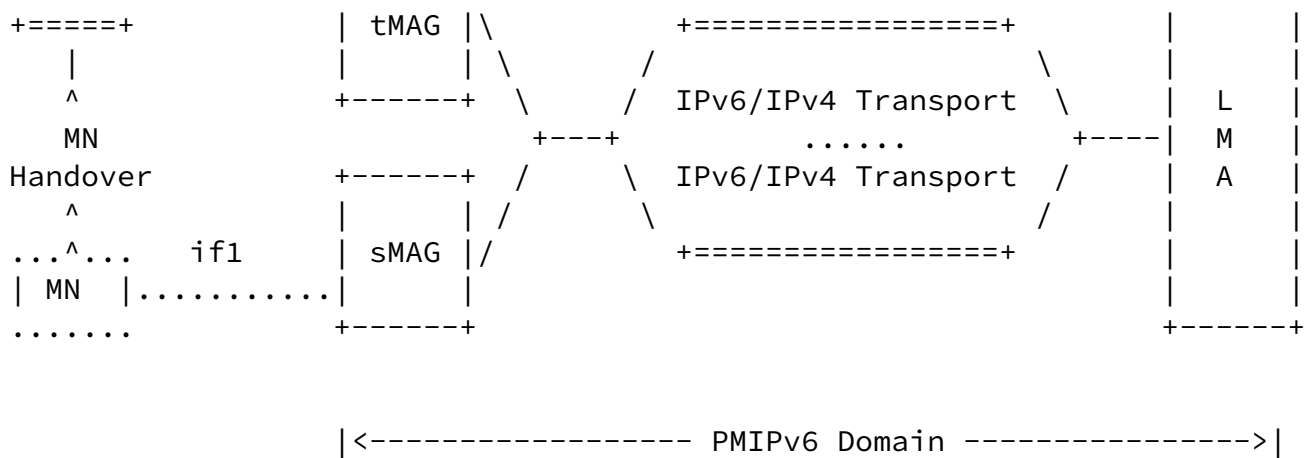 +=====+ | tMAG |\ +=================+ | |
| | | \ / \ | |
^ +------+ \ / IPv6/IPv4 Transport \ | L |
MN +---+ ...... +----| M |
Handover +------+ / \ IPv6/IPv4 Transport / | A |
^ | | / \ / | |
...^... if1 | sMAG |/ +=================+ | |
| MN |...........| | | |
....... +------+ +------+
|<------------------ PMIPv6 Domain ---------------->|